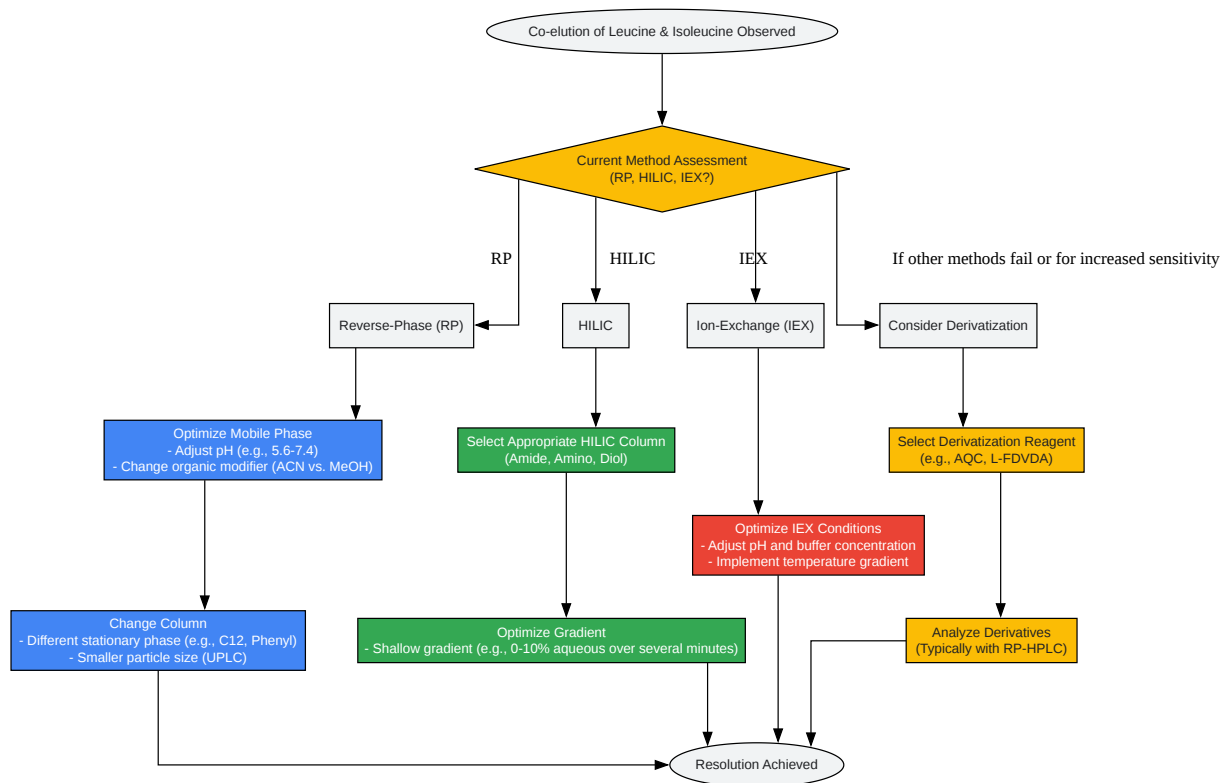 Co-elution of Leucine & Isoleucine Observed
Current Method Assessment
(RP, HILIC, IEX?)
RP
HILIC
IEX
If other methods fail or for increased sensitivity
Reverse-Phase (RP)
HILIC
Ion-Exchange (IEX)
Consider Derivatization
Optimize Mobile Phase
- Adjust pH (e.g., 5.6-7.4)
- Change organic modifier (ACN vs. MeOH)
Select Appropriate HILIC Column
(Amide, Amino, Diol)
Select Derivatization Reagent
(e.g., AQC, L-FDVDA)
Optimize IEX Conditions
- Adjust pH and buffer concentration
- Implement temperature gradient
Change Column
- Different stationary phase (e.g., C12, Phenyl)
- Smaller particle size (UPLC)
Optimize Gradient
- Shallow gradient (e.g., 0-10% aqueous over several minutes)
Analyze Derivatives
(Typically with RP-HPLC)
Resolution Achieved